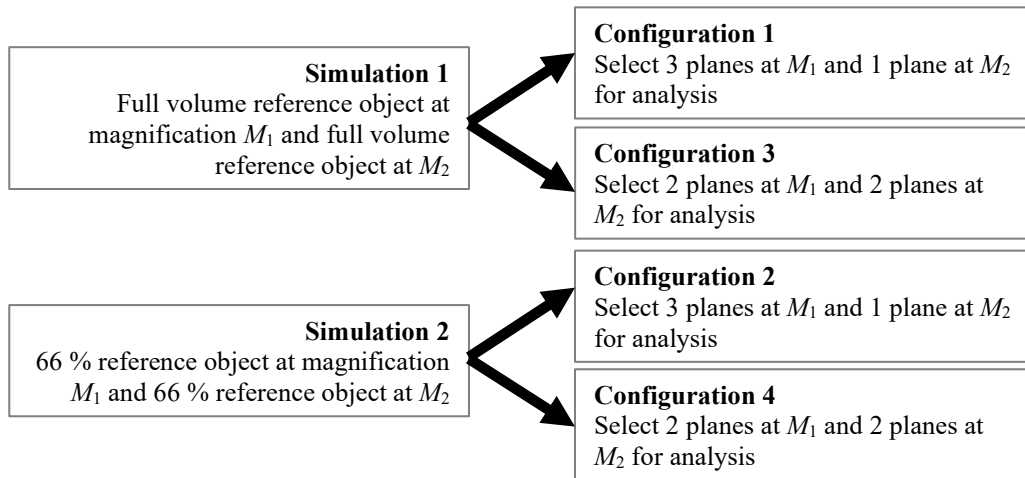 Simulation 1
Full volume reference object at
magnification M₁ and full volume
reference object at M₂
Configuration 1
Select 3 planes at M₁ and 1 plane at M₂
for analysis
Configuration 3
Select 2 planes at M₁ and 2 planes at
M₂ for analysis
Simulation 2
66 % reference object at magnification
M₁ and 66 % reference object at M₂
Configuration 2
Select 3 planes at M₁ and 1 plane at M₂
for analysis
Configuration 4
Select 2 planes at M₁ and 2 planes at
M₂ for analysis